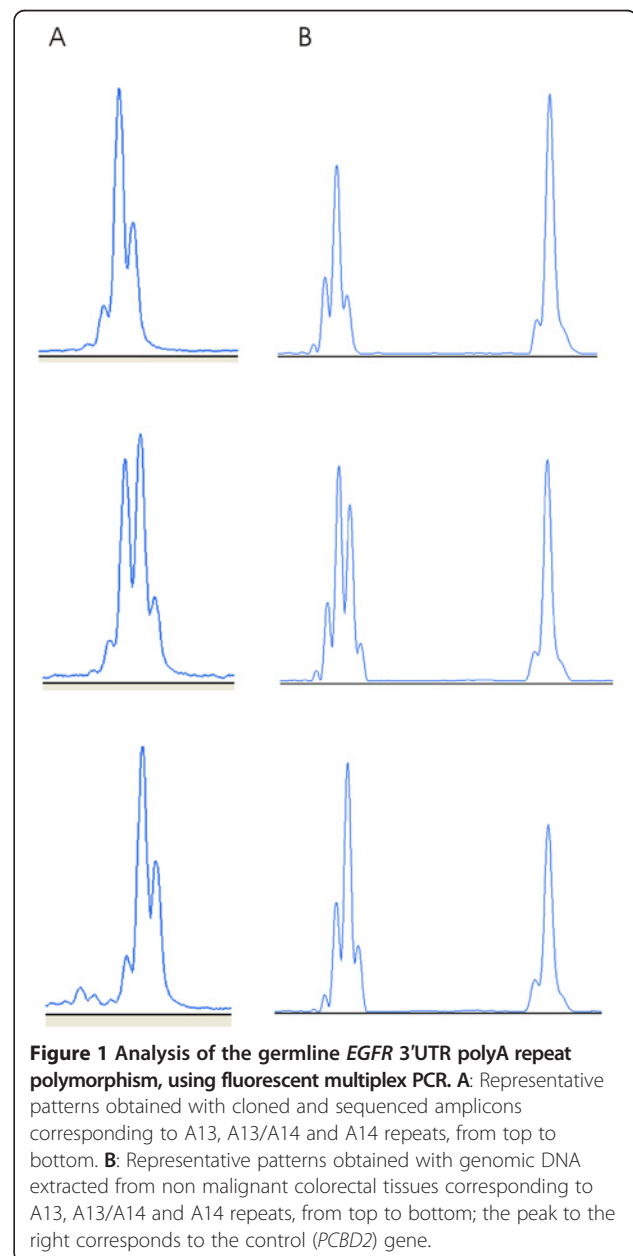 A
B
Figure 1 Analysis of the germline EGFR 3'UTR polyA repeat
polymorphism, using fluorescent multiplex PCR. A: Representative
patterns obtained with cloned and sequenced amplicons
corresponding to A13, A13/A14 and A14 repeats, from top to
bottom. B: Representative patterns obtained with genomic DNA
extracted from non malignant colorectal tissues corresponding to
A13, A13/A14 and A14 repeats, from top to bottom; the peak to the
right corresponds to the control (PCBD2) gene.